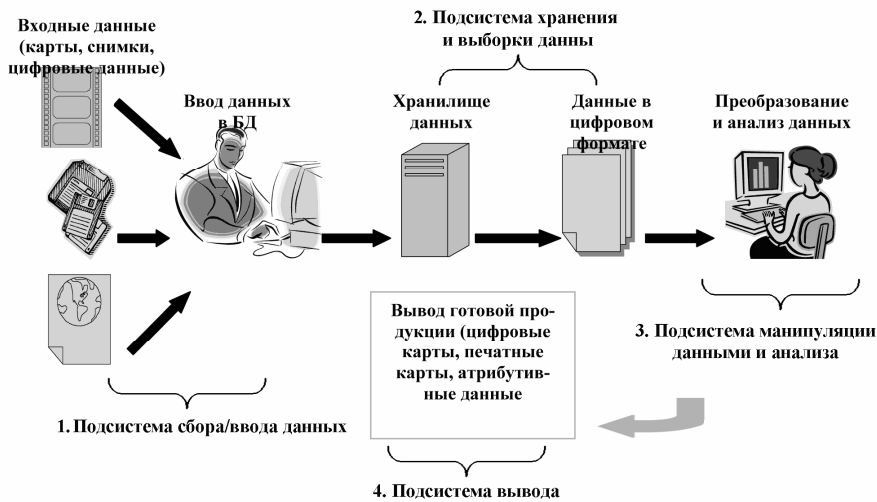 Входные данные
(карты, снимки,
цифровые данные)
Ввод данных
в БД
2. Подсистема хранения
и выборки данны
Хранилище
данных
Данные в
цифровом
формате
Преобразование
и анализ данных
1. Подсистема сбора/ввода данных
Вывод готовой про-
дукции (цифровые
карты, печатные
карты, атрибутив-
ные данные
3. Подсистема манипуляции
данными и анализа
4. Подсистема вывода